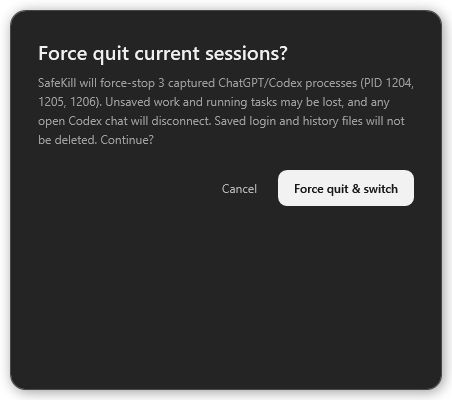 Force quit current sessions?
SafeKill will force-stop 3 captured ChatGPT/Codex processes (PID 1204,
1205, 1206). Unsaved work and running tasks may be lost, and any
open Codex chat will disconnect. Saved login and history files will not
be deleted. Continue?
Cancel
Force quit & switch